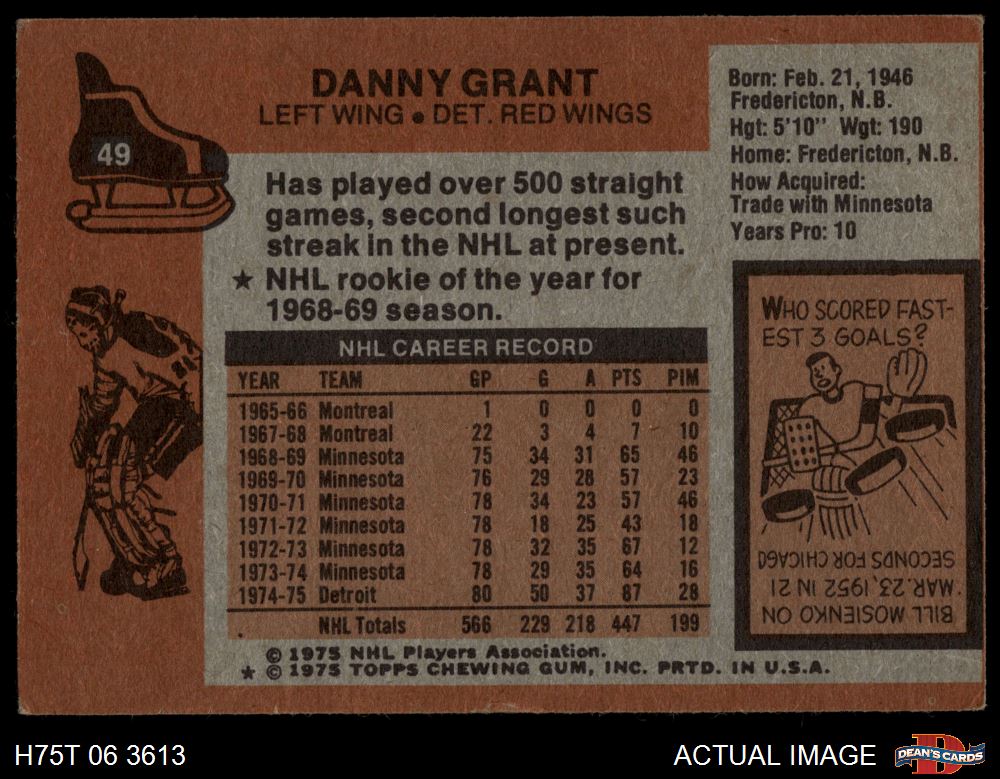 DANNY GRANT
LEFT WING • DET. RED WINGS
49
Has played over 500 straight
games, second longest such
streak in the NHL at present.
★ NHL rookie of the year for
1968-69 season.
NHL CAREER RECORD
YEAR TEAM GP G A PTS PIM
1965-66 Montreal 1 0 0 0 0
1967-68 Montreal 22 3 4 7 10
1968-69 Minnesota 75 34 31 65 46
1969-70 Minnesota 76 29 28 57 23
1970-71 Minnesota 78 34 23 57 46
1971-72 Minnesota 78 18 25 43 18
1972-73 Minnesota 78 32 35 67 12
1973-74 Minnesota 78 29 35 64 16
1974-75 Detroit 80 50 37 87 28
NHL Totals 566 229 218 447 199
© 1975 NHL Players Association.
★ © 1975 TOPPS CHEWING GUM, INC. PRTD. IN U.S.A.
Born: Feb. 21, 1946
Fredericton, N.B.
Hgt: 5'10" Wgt: 190
Home: Fredericton, N.B.
How Acquired:
Trade with Minnesota
Years Pro: 10
WHO SCORED FAST-
EST 3 GOALS?
BILL MOSIENKO ON
MAR. 23, 1952 IN 21
SECONDS FOR CHICAGO
H75T 06 3613
ACTUAL IMAGE
DEAN'S CARDS